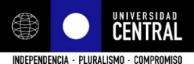 UNIVERSIDAD
CENTRAL
INDEPENDENCIA · PLURALISMO · COMPROMISO